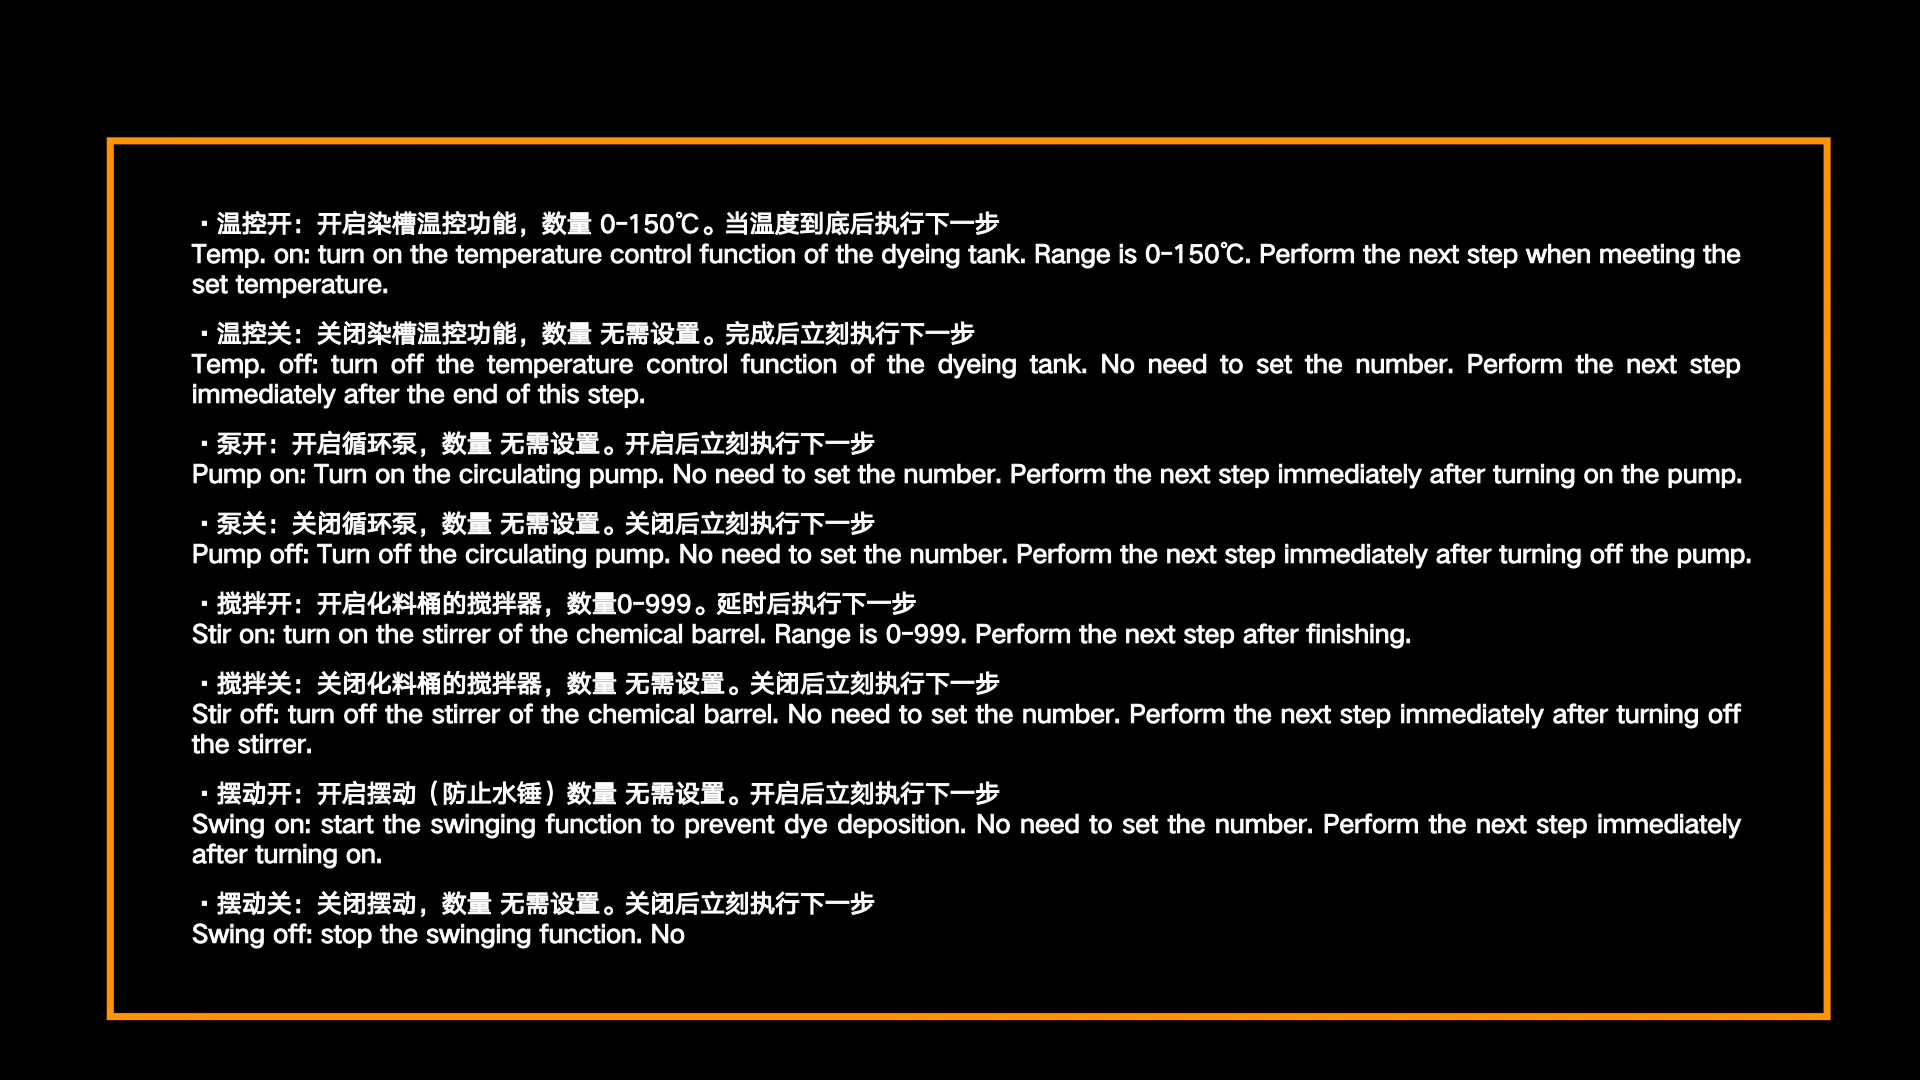 ·温控开：开启染槽温控功能，数量 0-150℃。当温度到底后执行下一步
Temp. on: turn on the temperature control function of the dyeing tank. Range is 0-150℃. Perform the next step when meeting the
set temperature.
·温控关：关闭染槽温控功能，数量 无需设置。完成后立刻执行下一步
Temp. off: turn off the temperature control function of the dyeing tank. No need to set the number. Perform the next step
immediately after the end of this step.
·泵开：开启循环泵，数量 无需设置。开启后立刻执行下一步
Pump on: Turn on the circulating pump. No need to set the number. Perform the next step immediately after turning on the pump.
·泵关：关闭循环泵，数量 无需设置。关闭后立刻执行下一步
Pump off: Turn off the circulating pump. No need to set the number. Perform the next step immediately after turning off the pump.
·搅拌开：开启化料桶的搅拌器，数量0-999。延时后执行下一步
Stir on: turn on the stirrer of the chemical barrel. Range is 0-999. Perform the next step after finishing.
·搅拌关：关闭化料桶的搅拌器，数量 无需设置。关闭后立刻执行下一步
Stir off: turn off the stirrer of the chemical barrel. No need to set the number. Perform the next step immediately after turning off
the stirrer.
·摆动开：开启摆动（防止水锤）数量 无需设置。开启后立刻执行下一步
Swing on: start the swinging function to prevent dye deposition. No need to set the number. Perform the next step immediately
after turning on.
·摆动关：关闭摆动，数量 无需设置。关闭后立刻执行下一步
Swing off: stop the swinging function. No